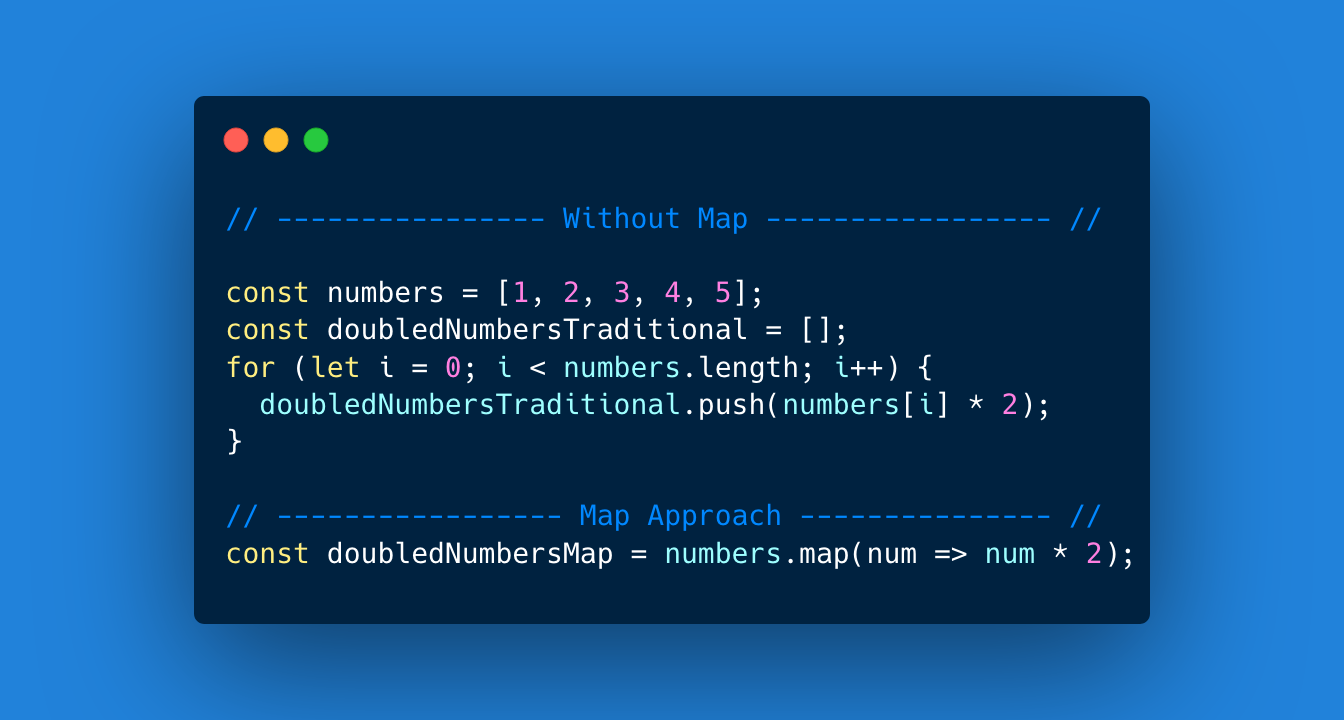 // ---------------- Without Map ----------------- //
const numbers = [1, 2, 3, 4, 5];
const doubledNumbersTraditional = [];
for (let i = 0; i < numbers.length; i++) {
  doubledNumbersTraditional.push(numbers[i] * 2);
}
// ----------------- Map Approach --------------- //
const doubledNumbersMap = numbers.map(num => num * 2);